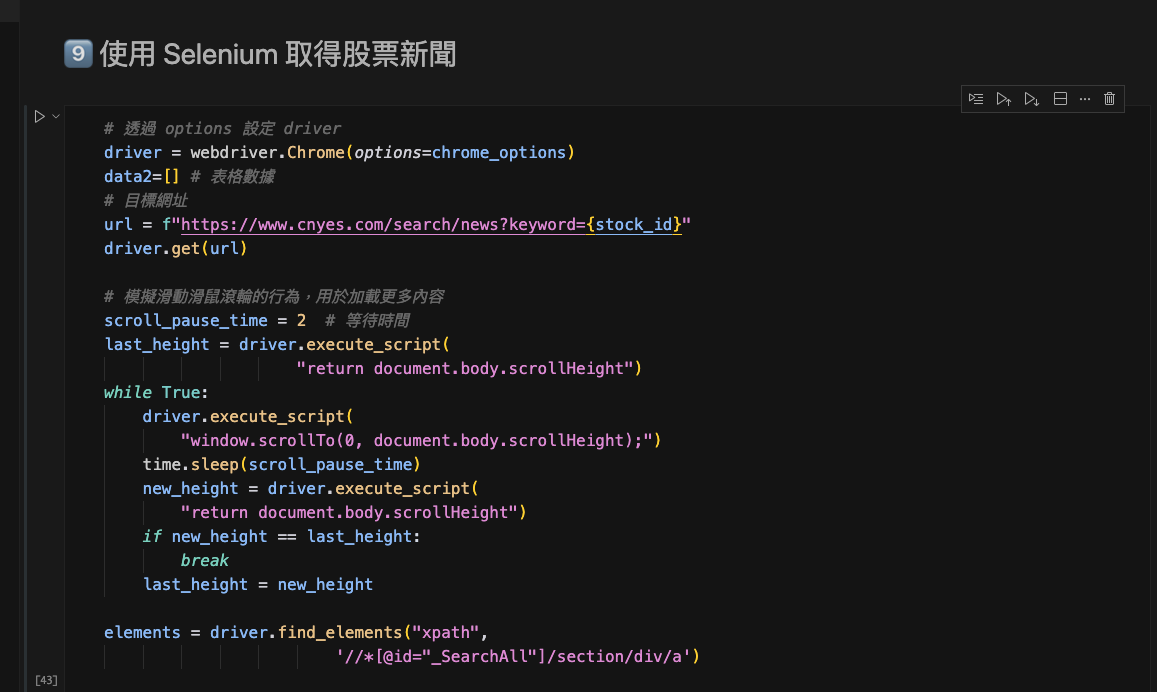 9 使用 Selenium 取得股票新聞
# 透過 options 設定 driver
driver = webdriver.Chrome(options=chrome_options)
data2=[] # 表格數據
# 目標網址
url = f"https://www.cnyes.com/search/news?keyword={stock_id}"
driver.get(url)
# 模擬滑動滑鼠滾輪的行為，用於加載更多內容
scroll_pause_time = 2  # 等待時間
last_height = driver.execute_script(
"return document.body.scrollHeight")
while True:
driver.execute_script(
"window.scrollTo(0, document.body.scrollHeight);")
time.sleep(scroll_pause_time)
new_height = driver.execute_script(
"return document.body.scrollHeight")
if new_height == last_height:
break
last_height = new_height
elements = driver.find_elements("xpath",
'//*[@id="_SearchAll"]/section/div/a')
[43]